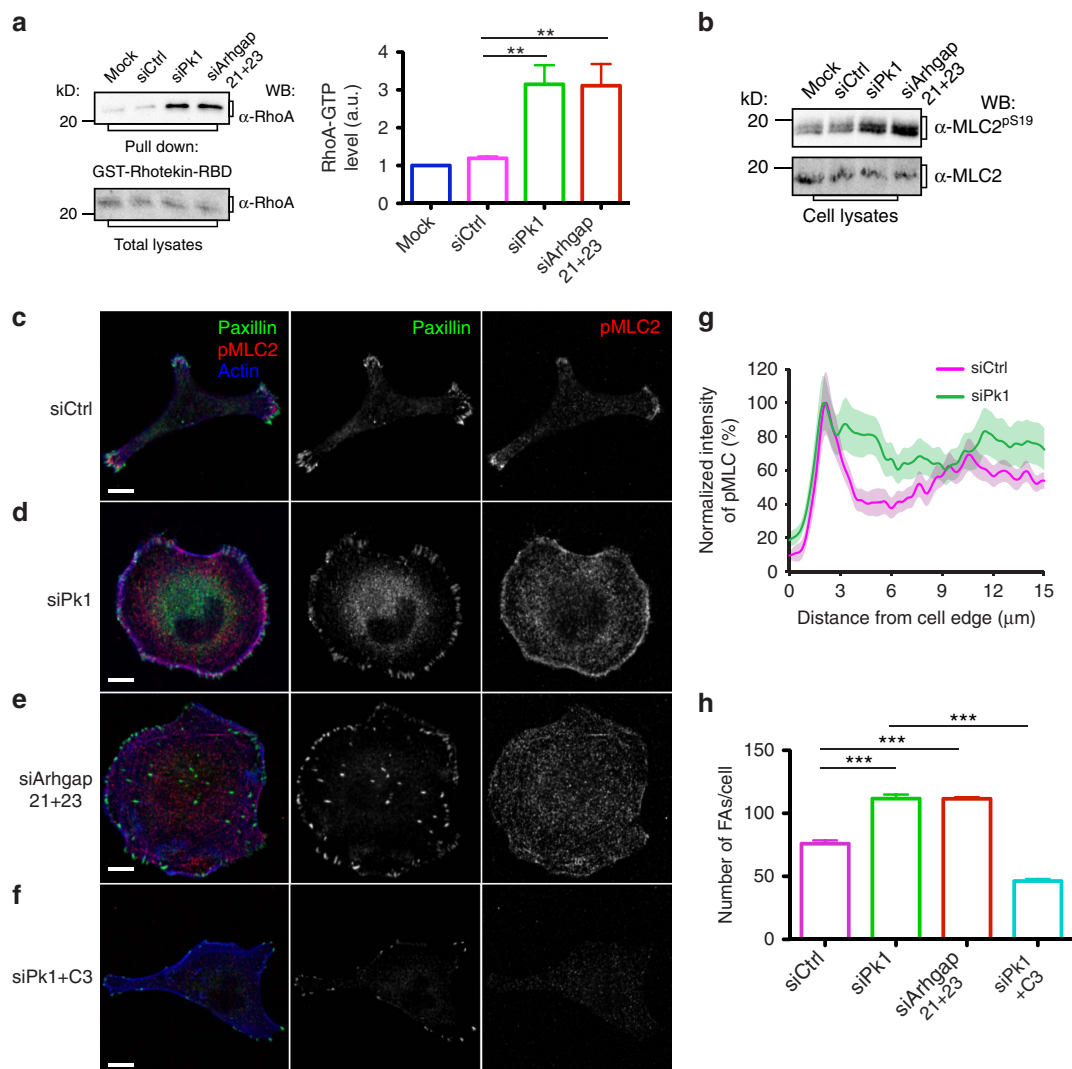 a
Mock
siCtrl
siPk1
siArhgap
21+23
kD:
WB:
20
α-RhoA
Pull down:
GST-Rhotekin-RBD
20
α-RhoA
Total lysates
**
**
RhoA-GTP
level (a.u.)
4
3
2
1
0
Mock
siCtrl
siPk1
siArhgap
21+23
b
Mock
siCtrl
siPk1
siArhgap
21+23
kD:
WB:
20
α-MLC2pS19
20
α-MLC2
Cell lysates
c
siCtrl
Paxillin
pMLC2
Actin
Paxillin
pMLC2
d
siPk1
e
siArhgap
21+23
f
siPk1+C3
g
siCtrl
siPk1
Normalized intensity
of pMLC (%)
120
100
80
60
40
20
0
0
3
6
9
12
15
Distance from cell edge (μm)
h
***
***
***
Number of FAs/cell
150
100
50
0
siCtrl
siPk1
siArhgap
21+23
siPk1
+C3